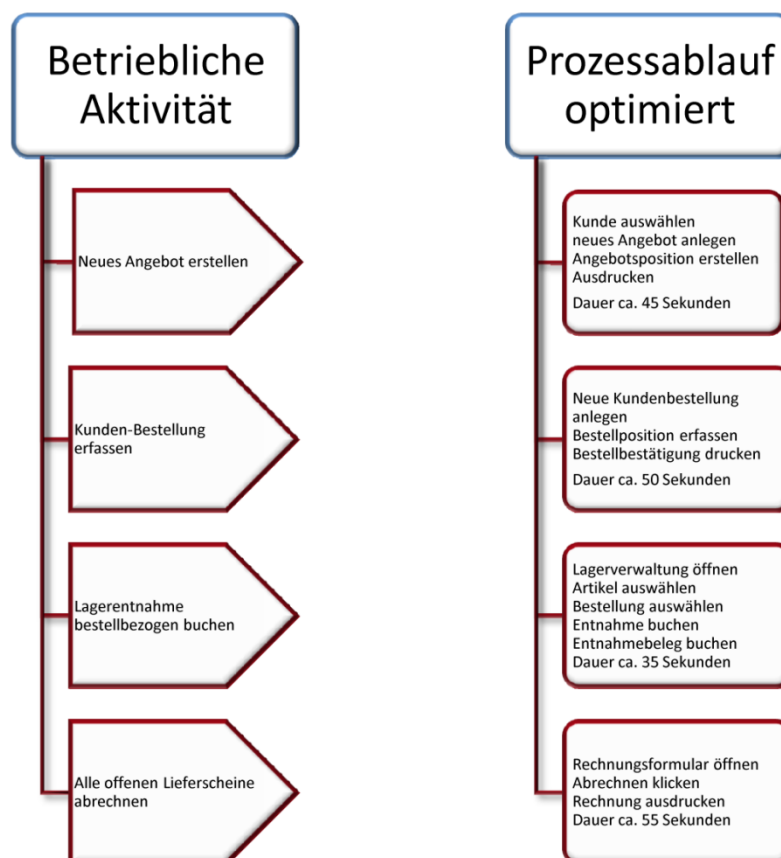 Betriebliche
Aktivität
Neues Angebot erstellen
Kunden-Bestellung
erfassen
Lagerentnahme
bestellbezogen buchen
Alle offenen Lieferscheine
abrechnen
Prozessablauf
optimiert
Kunde auswählen
neues Angebot anlegen
Angebotsposition erstellen
Ausdrucken
Dauer ca. 45 Sekunden
Neue Kundenbestellung
anlegen
Bestellposition erfassen
Bestellbestätigung drucken
Dauer ca. 50 Sekunden
Lagerverwaltung öffnen
Artikel auswählen
Bestellung auswählen
Entnahme buchen
Entnahmebeleg buchen
Dauer ca. 35 Sekunden
Rechnungsformular öffnen
Abrechnen klicken
Rechnung ausdrucken
Dauer ca. 55 Sekunden